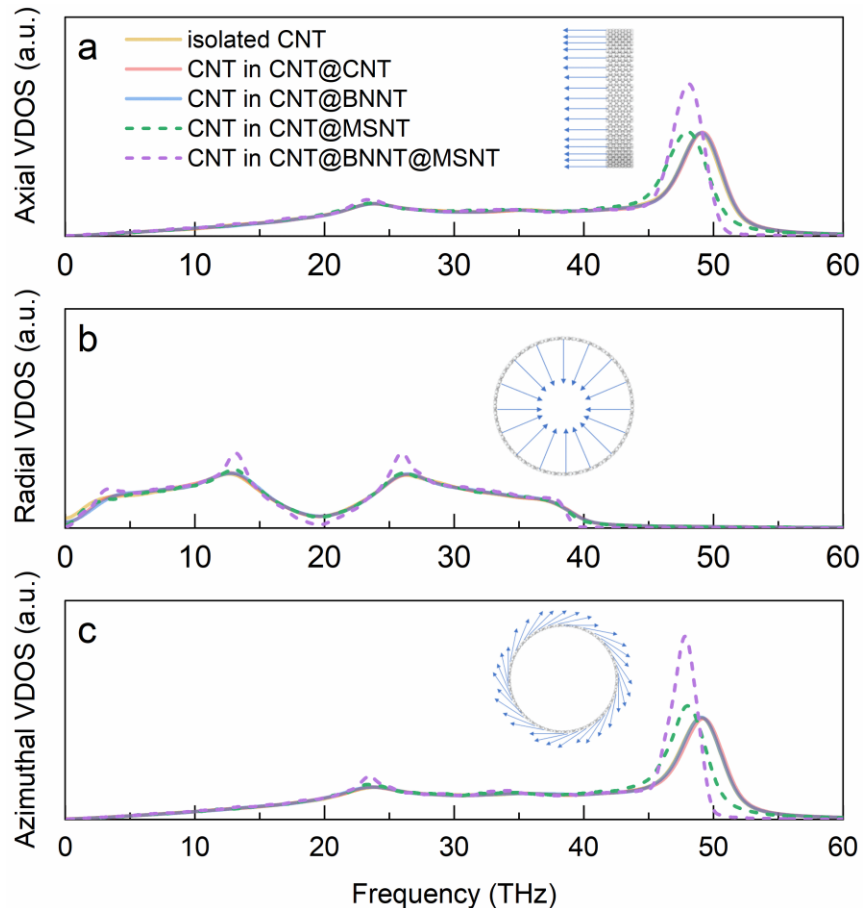 a
isolated CNT
CNT in CNT@CNT
CNT in CNT@BNNT
CNT in CNT@MSNT
CNT in CNT@BNNT@MSNT
Axial VDOS (a.u.)
0 10 20 30 40 50 60
b
Radial VDOS (a.u.)
0 10 20 30 40 50 60
c
Azimuthal VDOS (a.u.)
0 10 20 30 40 50 60
Frequency (THz)